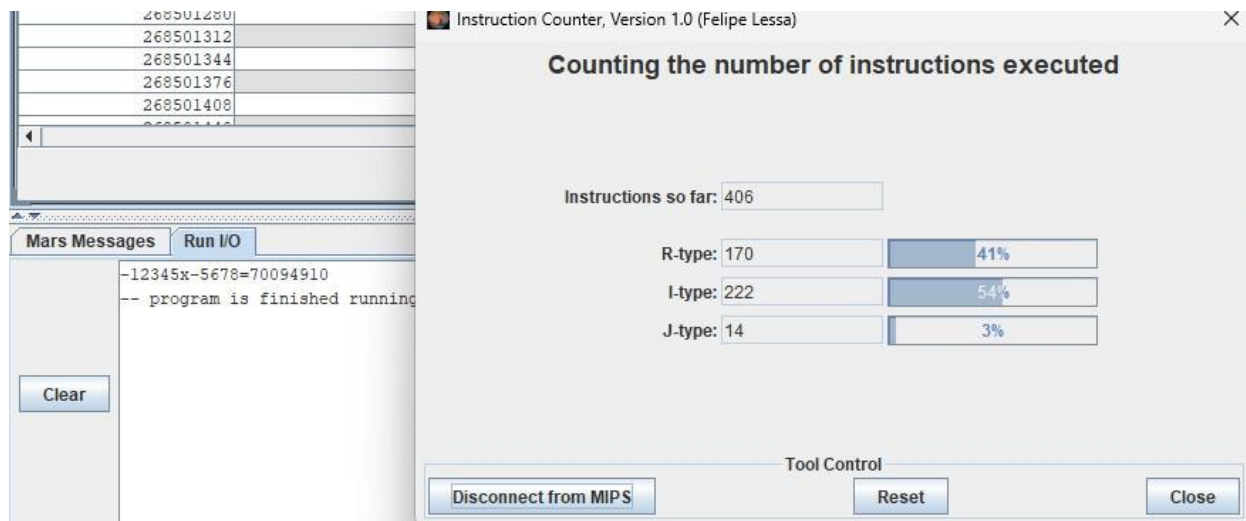 268501280
268501312
268501344
268501376
268501408
Mars Messages Run I/O
-12345x-5678=70094910
-- program is finished running
Clear
Instruction Counter, Version 1.0 (Felipe Lessa)
Counting the number of instructions executed
Instructions so far: 406
R-type: 170 41%
I-type: 222 54%
J-type: 14 3%
Tool Control
Disconnect from MIPS Reset Close